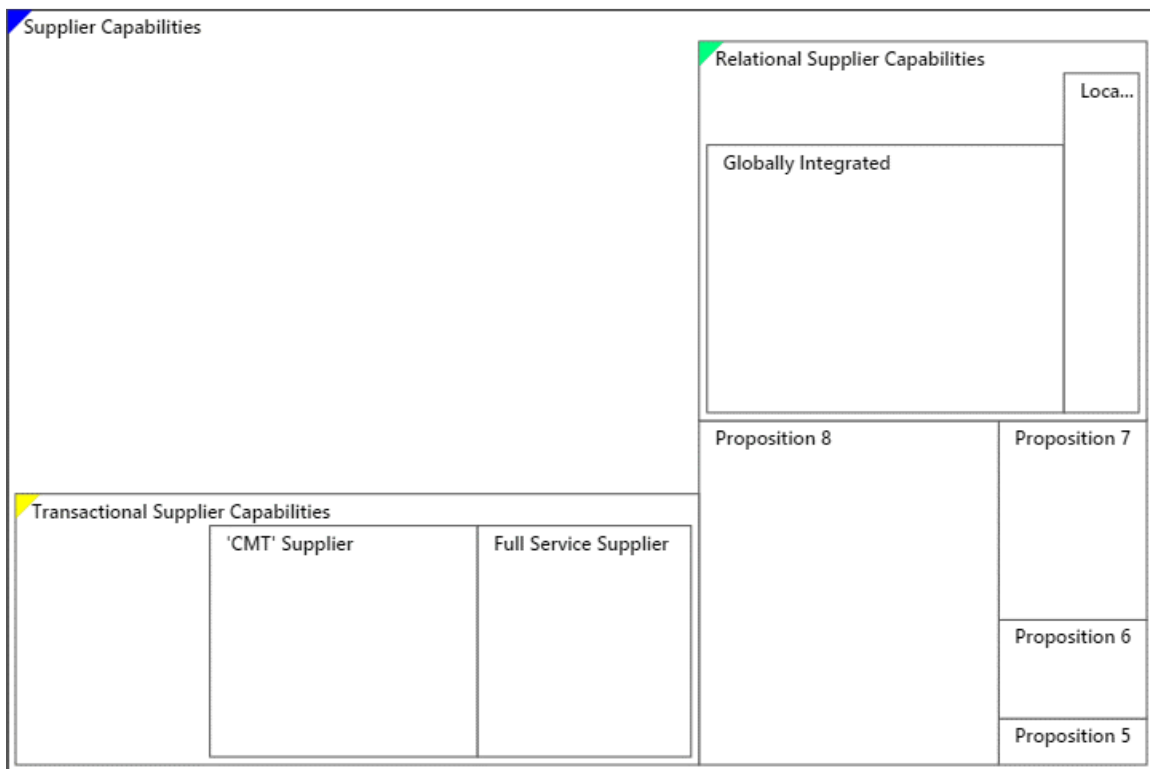 Supplier Capabilities
Relational Supplier Capabilities
Loca...
Globally Integrated
Proposition 8
Proposition 7
Transactional Supplier Capabilities
'CMT' Supplier
Full Service Supplier
Proposition 6
Proposition 5